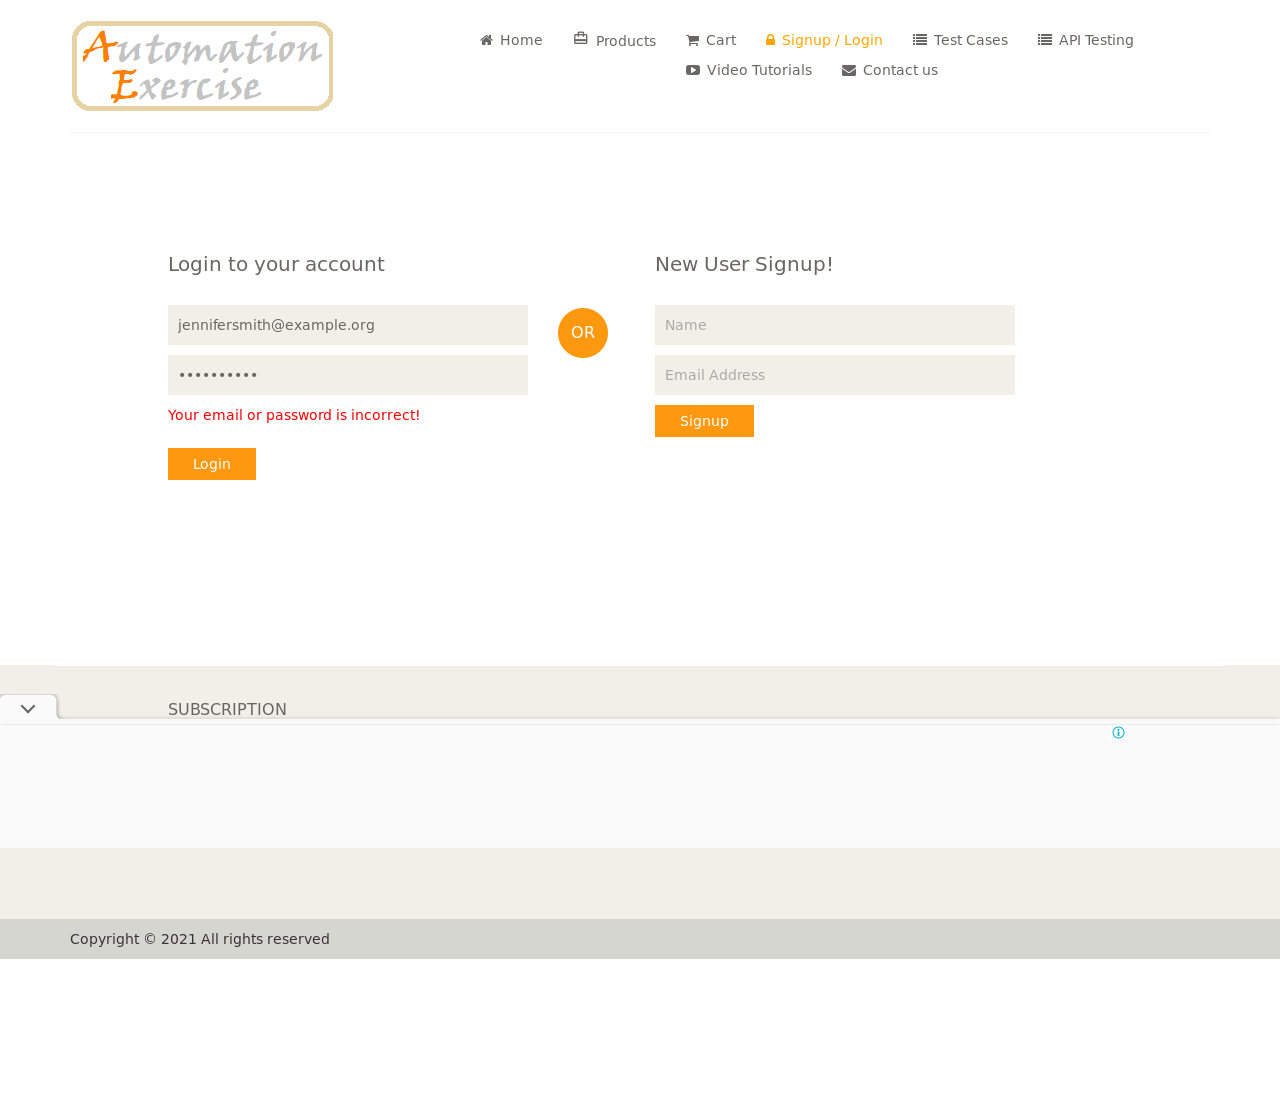 Automation
Exercise
Home
Products
Cart
Signup / Login
Test Cases
API Testing
Video Tutorials
Contact us
Login to your account
jennifersmith@example.org
••••••••••
Your email or password is incorrect!
Login
OR
New User Signup!
Name
Email Address
Signup
SUBSCRIPTION
Copyright © 2021 All rights reserved